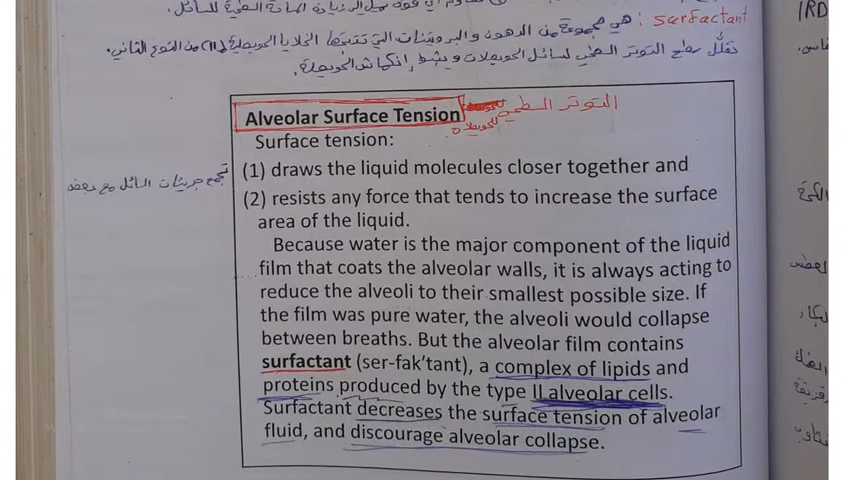 surfactant : هي مجموعة من الدهون والبروتينات التي تنتجها الخلايا الحويصلية (II) من النوع الثاني.
تقلل سطح التوتر السطحي لسائل الحويصلات ويثبط إنكماش الحويصلة.
IRD
Alveolar Surface Tension التوتر السطحي
للحويصلات
Surface tension:
(1) draws the liquid molecules closer together and
تجمع جزيئات السائل مع بعضه
(2) resists any force that tends to increase the surface
area of the liquid.
Because water is the major component of the liquid
film that coats the alveolar walls, it is always acting to
reduce the alveoli to their smallest possible size. If
the film was pure water, the alveoli would collapse
between breaths. But the alveolar film contains
surfactant (ser-fak'tant), a complex of lipids and
proteins produced by the type II alveolar cells.
Surfactant decreases the surface tension of alveolar
fluid, and discourage alveolar collapse.